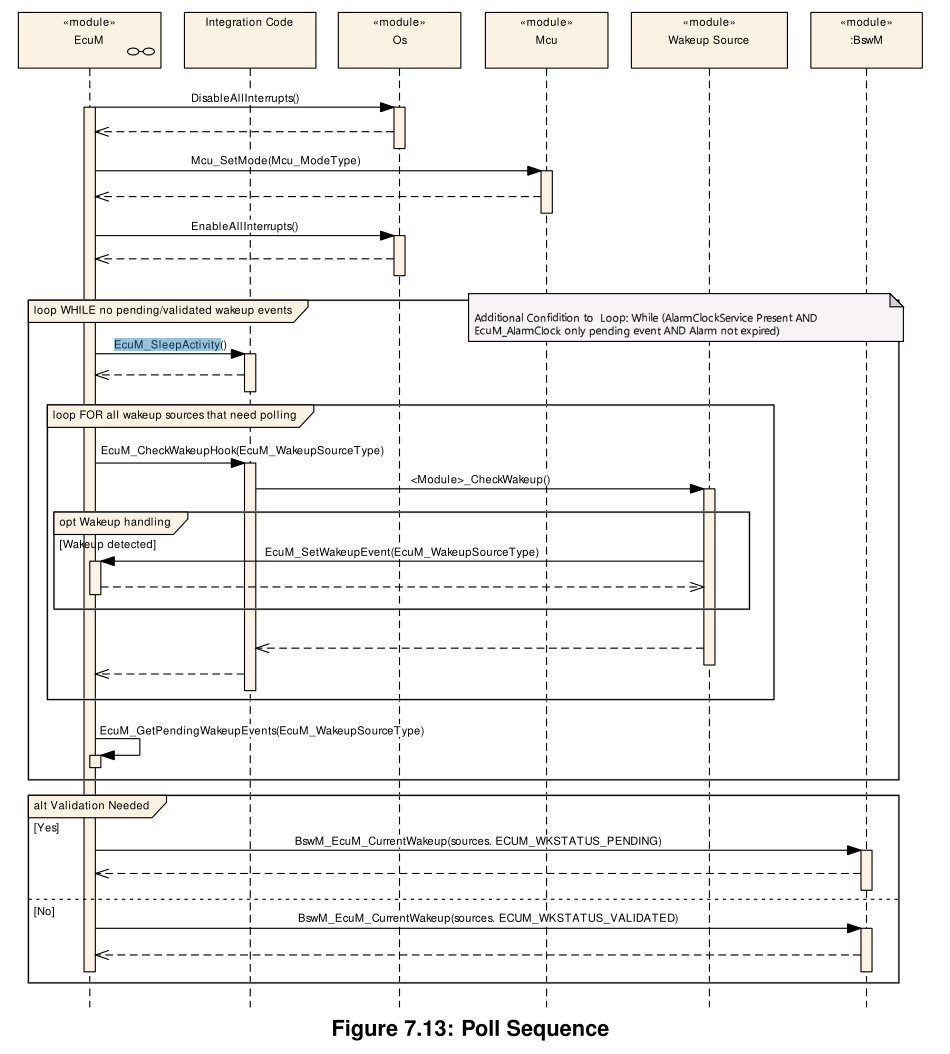 «module»
EcuM
Integration Code
«module»
Os
«module»
Mcu
«module»
Wakeup Source
«module»
:BswM
DisableAllInterrupts()
Mcu_SetMode(Mcu_ModeType)
EnableAllInterrupts()
loop WHILE no pending/validated wakeup events
Additional Confidition to Loop: While (AlarmClockService Present AND
EcuM_AlarmClock only pending event AND Alarm not expired)
EcuM_SleepActivity()
loop FOR all wakeup sources that need polling
EcuM_CheckWakeupHook(EcuM_WakeupSourceType)
<Module>_CheckWakeup()
opt Wakeup handling
[Wakeup detected]
EcuM_SetWakeupEvent(EcuM_WakeupSourceType)
EcuM_GetPendingWakeupEvents(EcuM_WakeupSourceType)
alt Validation Needed
[Yes]
BswM_EcuM_CurrentWakeup(sources. ECUM_WKSTATUS_PENDING)
[No]
BswM_EcuM_CurrentWakeup(sources. ECUM_WKSTATUS_VALIDATED)
Figure 7.13: Poll Sequence